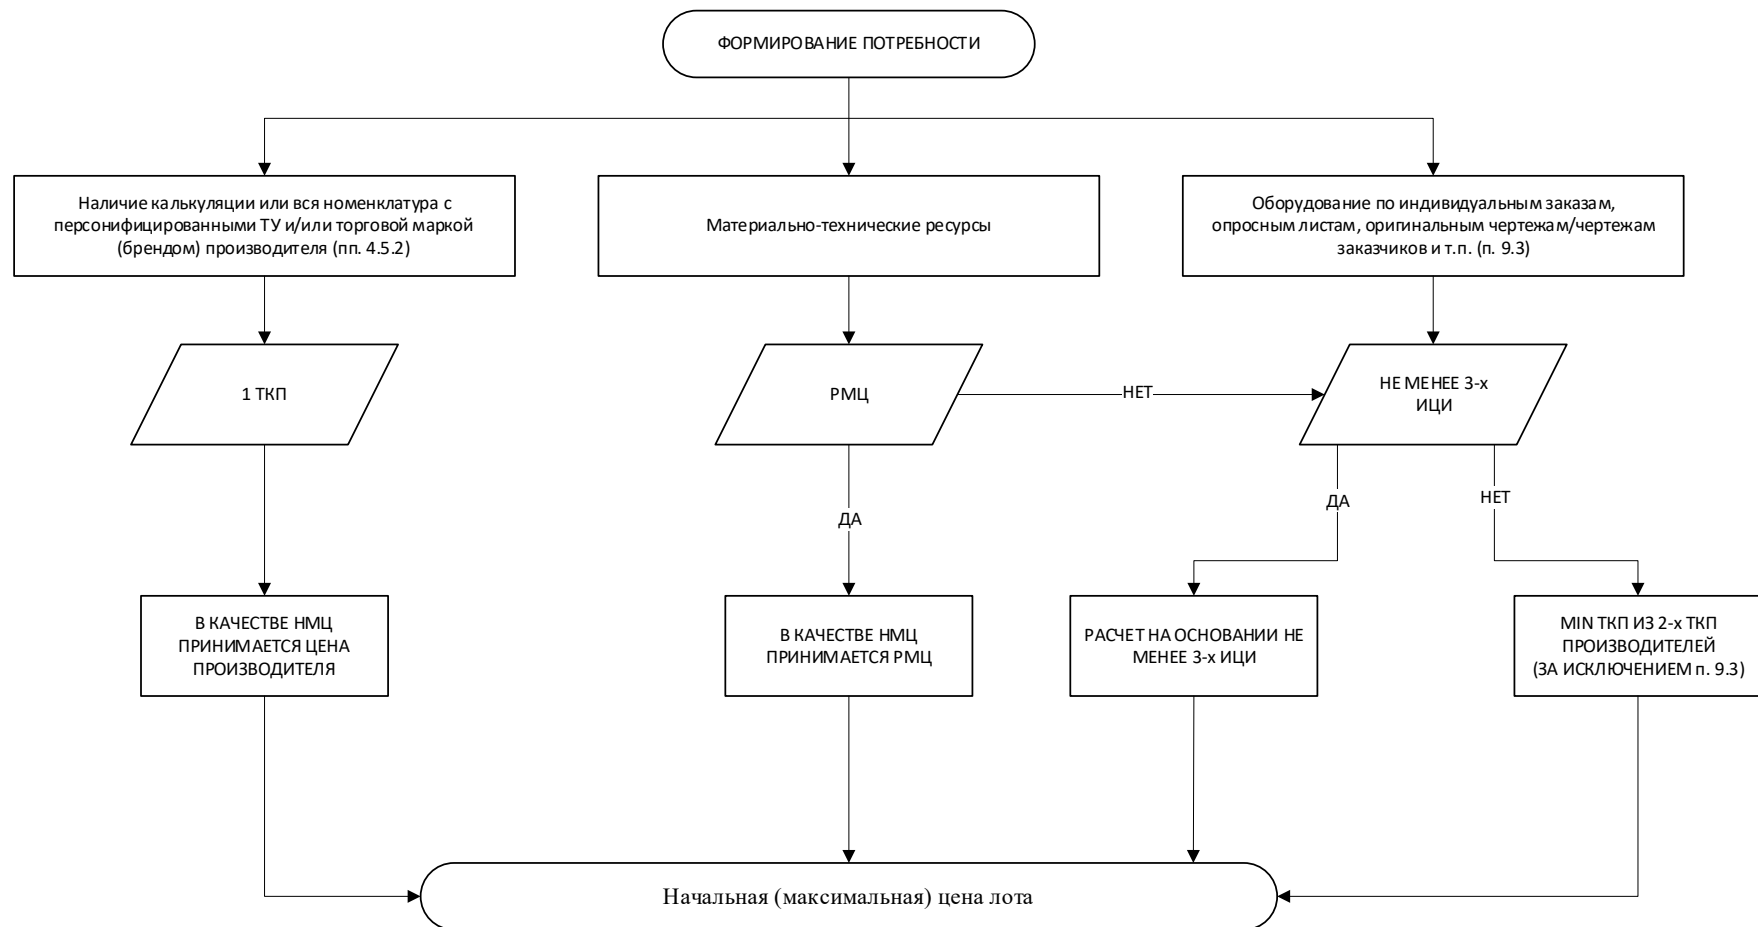 ФОРМИРОВАНИЕ ПОТРЕБНОСТИ
Наличие калькуляции или вся номенклатура с
персонифицированными ТУ и/или торговой маркой
(брендом) производителя (пп. 4.5.2)
Материально-технические ресурсы
Оборудование по индивидуальным заказам,
опросным листам, оригинальным чертежам/чертежам
заказчиков и т.п. (п. 9.3)
1 ТКП
РМЦ
НЕТ
НЕ МЕНЕЕ 3-х
ИЦИ
ДА
ДА
НЕТ
В КАЧЕСТВЕ НМЦ
ПРИНИМАЕТСЯ ЦЕНА
ПРОИЗВОДИТЕЛЯ
В КАЧЕСТВЕ НМЦ
ПРИНИМАЕТСЯ РМЦ
РАСЧЕТ НА ОСНОВАНИИ НЕ
МЕНЕЕ 3-х ИЦИ
MIN ТКП ИЗ 2-х ТКП
ПРОИЗВОДИТЕЛЕЙ
(ЗА ИСКЛЮЧЕНИЕМ п. 9.3)
Начальная (максимальная) цена лота